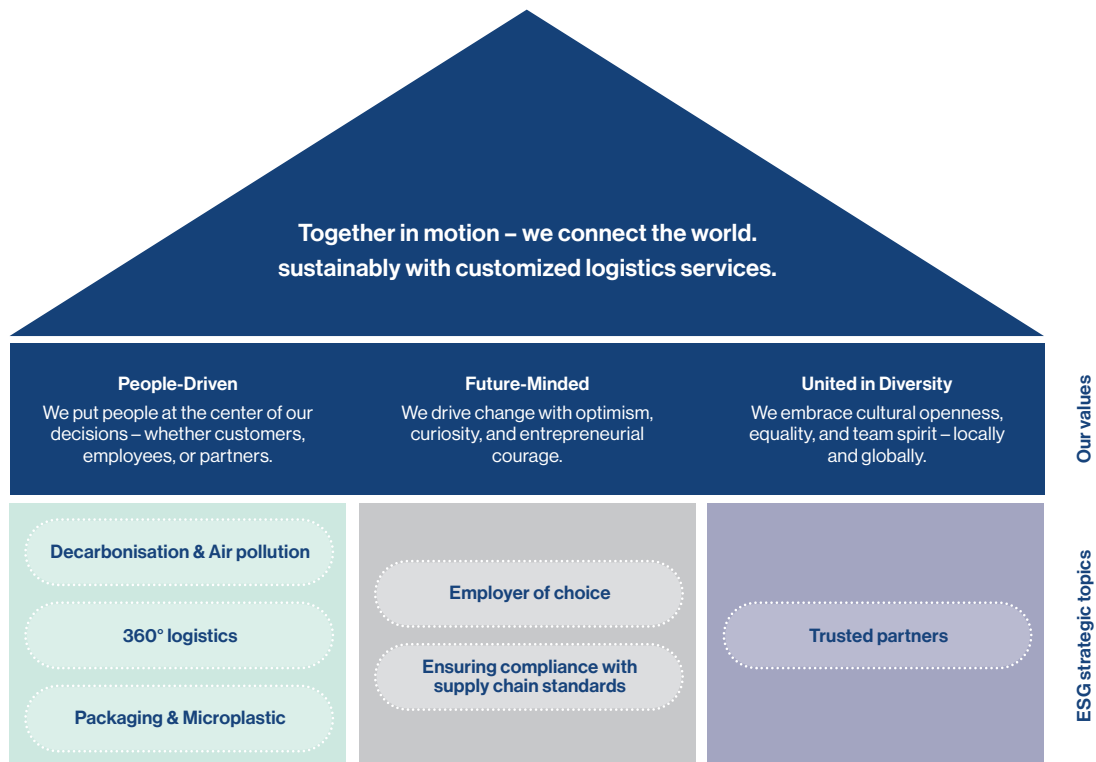 Together in motion – we connect the world.
sustainably with customized logistics services.
People-Driven
We put people at the center of our
decisions – whether customers,
employees, or partners.
Future-Minded
We drive change with optimism,
curiosity, and entrepreneurial
courage.
United in Diversity
We embrace cultural openness,
equality, and team spirit – locally
and globally.
Our values
Decarbonisation & Air pollution
360° logistics
Packaging & Microplastic
Employer of choice
Ensuring compliance with
supply chain standards
Trusted partners
ESG strategic topics